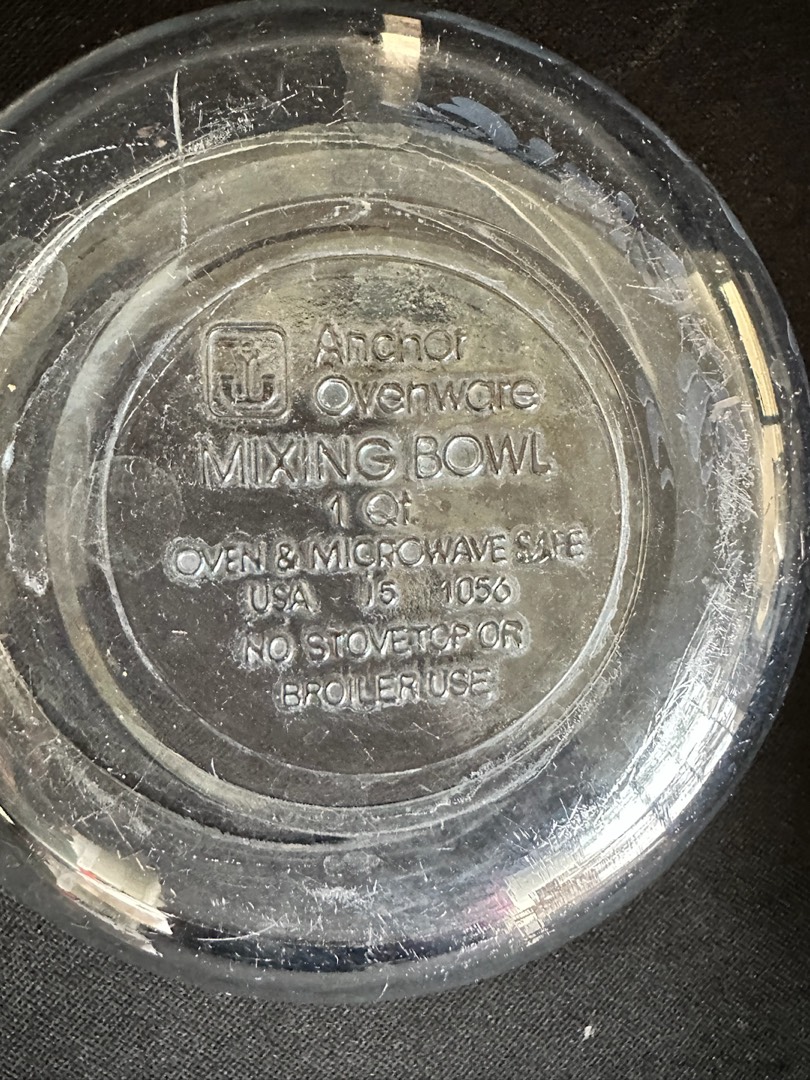 Anchor
Ovenware
MIXING BOWL
1 Qt.
OVEN & MICROWAVE SAFE
USA 15 1056
NO STOVETOP OR
BROILER USE